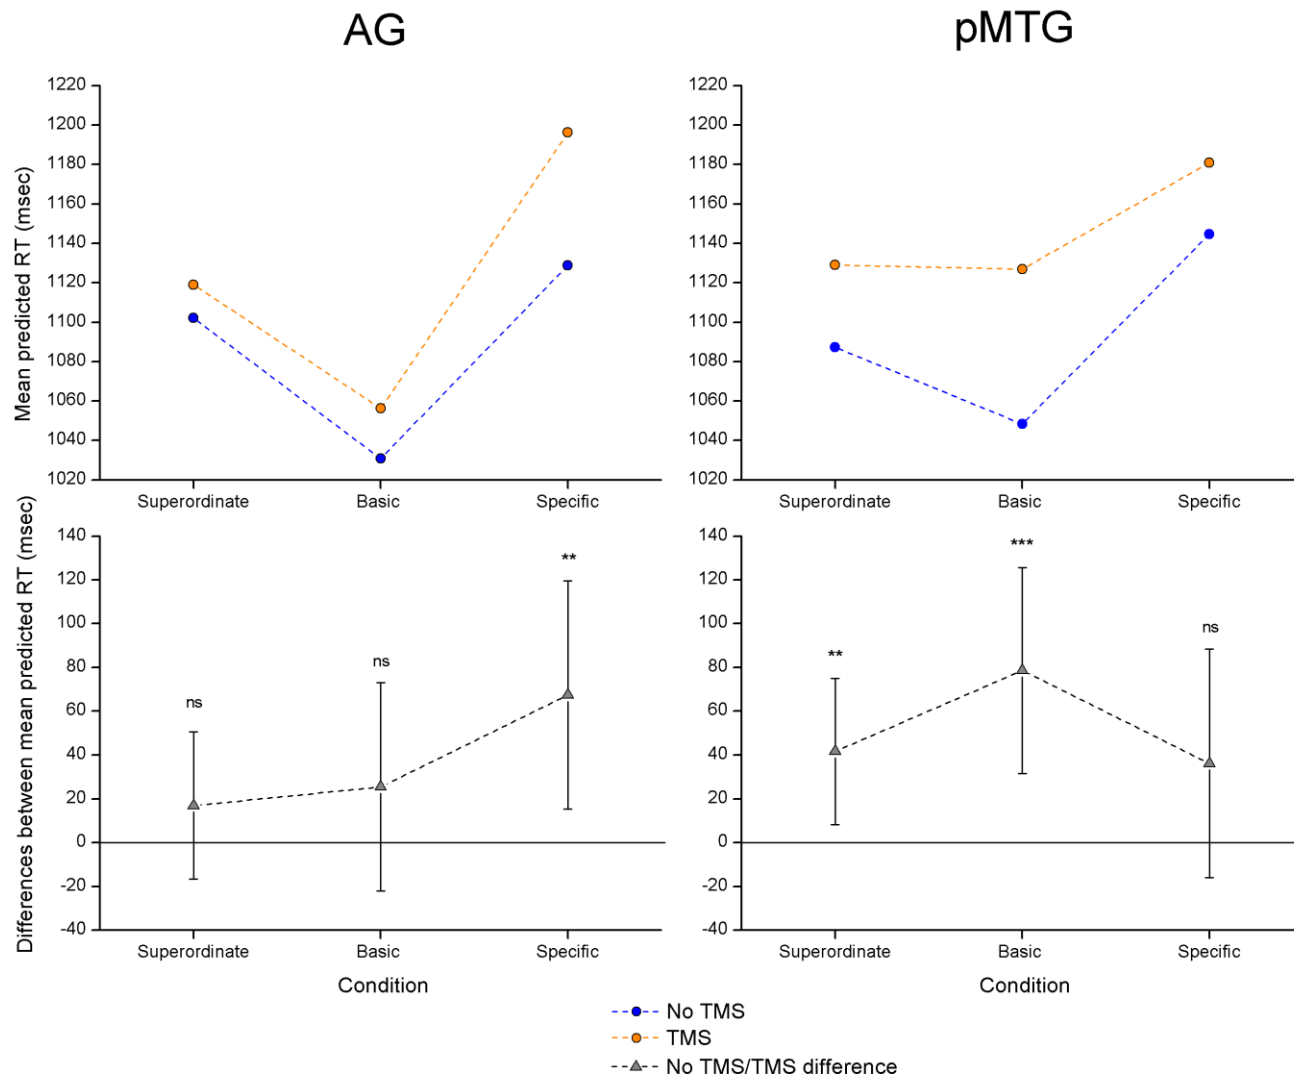 AG
pMTG
Mean predicted RT (msec)
1220
1200
1180
1160
1140
1120
1100
1080
1060
1040
1020
Superordinate Basic Specific
1220
1200
1180
1160
1140
1120
1100
1080
1060
1040
1020
Superordinate Basic Specific
Differences between mean predicted RT (msec)
140
120
100
80
60
40
20
0
-20
-40
ns
ns
**
Superordinate Basic Specific
Condition
140
120
100
80
60
40
20
0
-20
-40
**
***
ns
Superordinate Basic Specific
Condition
No TMS
TMS
No TMS/TMS difference